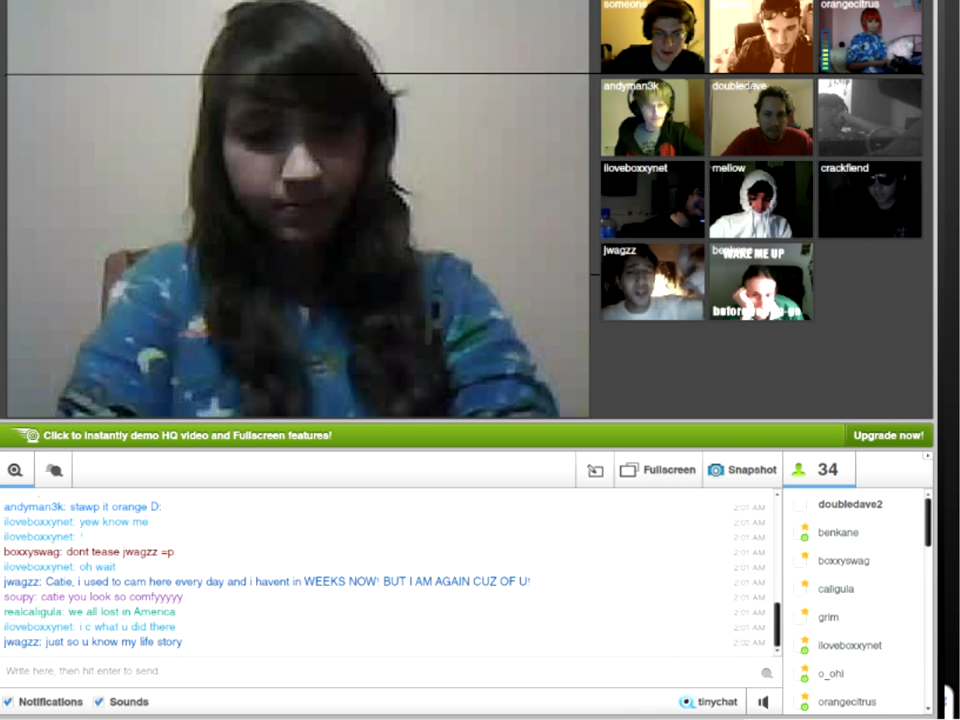 someone
orangecitrus
andyman3k
doubledave
iloveboxxynet
mellow
crackfiend
jwagzz
WAKE ME UP
Click to instantly demo HQ video and Fullscreen features!
Upgrade now!
Fullscreen
Snapshot
34
andyman3k: stawp it orange D:
2:01 AM
iloveboxxynet: yew know me
2:01 AM
iloveboxxynet: !
2:01 AM
boxxyswag: dont tease jwagzz =p
2:01 AM
iloveboxxynet: oh wait
2:01 AM
jwagzz: Catie, i used to cam here every day and i havent in WEEKS NOW! BUT I AM AGAIN CUZ OF U!
2:01 AM
soupy: catie you look so comfyyyyy
2:01 AM
realcaligula: we all lost in America
2:01 AM
iloveboxxynet: i c what u did there
2:01 AM
jwagzz: just so u know my life story
2:02 AM
Write here, then hit enter to send.
Notifications
Sounds
tinychat
doubledave2
benkane
boxxyswag
caligula
grim
iloveboxxynet
o_ohi
orangecitrus